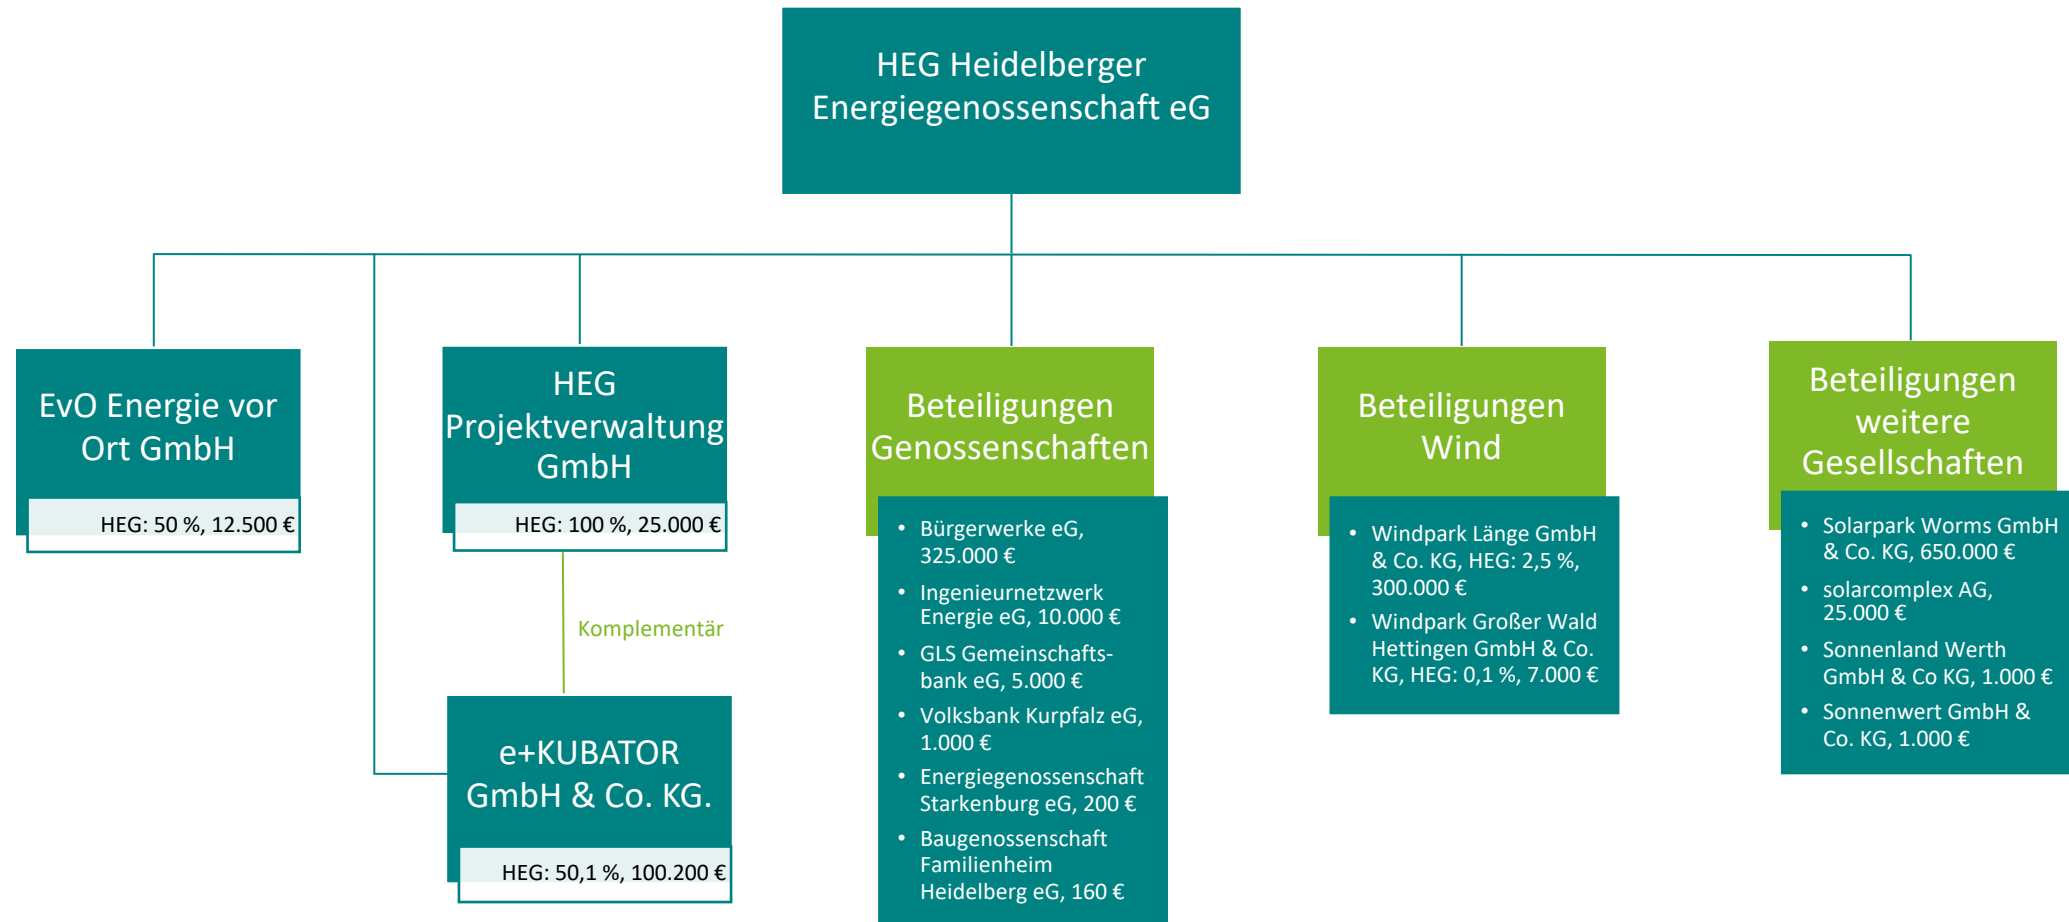 HEG Heidelberger
Energiegenossenschaft eG
EvO Energie vor
Ort GmbH
HEG: 50 %, 12.500 €
HEG
Projektverwaltung
GmbH
HEG: 100 %, 25.000 €
Komplementär
e+KUBATOR
GmbH & Co. KG.
HEG: 50,1 %, 100.200 €
Beteiligungen
Genossenschaften
• Bürgerwerke eG,
325.000 €
• Ingenieurnetzwerk
Energie eG, 10.000 €
• GLS Gemeinschafts-
bank eG, 5.000 €
• Volksbank Kurpfalz eG,
1.000 €
• Energiegenossenschaft
Starkenburg eG, 200 €
• Baugenossenschaft
Familienheim
Heidelberg eG, 160 €
Beteiligungen
Wind
• Windpark Länge GmbH
& Co. KG, HEG: 2,5 %,
300.000 €
• Windpark Großer Wald
Hettingen GmbH & Co.
KG, HEG: 0,1 %, 7.000 €
Beteiligungen
weitere
Gesellschaften
• Solarpark Worms GmbH
& Co. KG, 650.000 €
• solarcomplex AG,
25.000 €
• Sonnenland Werth
GmbH & Co KG, 1.000 €
• Sonnenwert GmbH &
Co. KG, 1.000 €